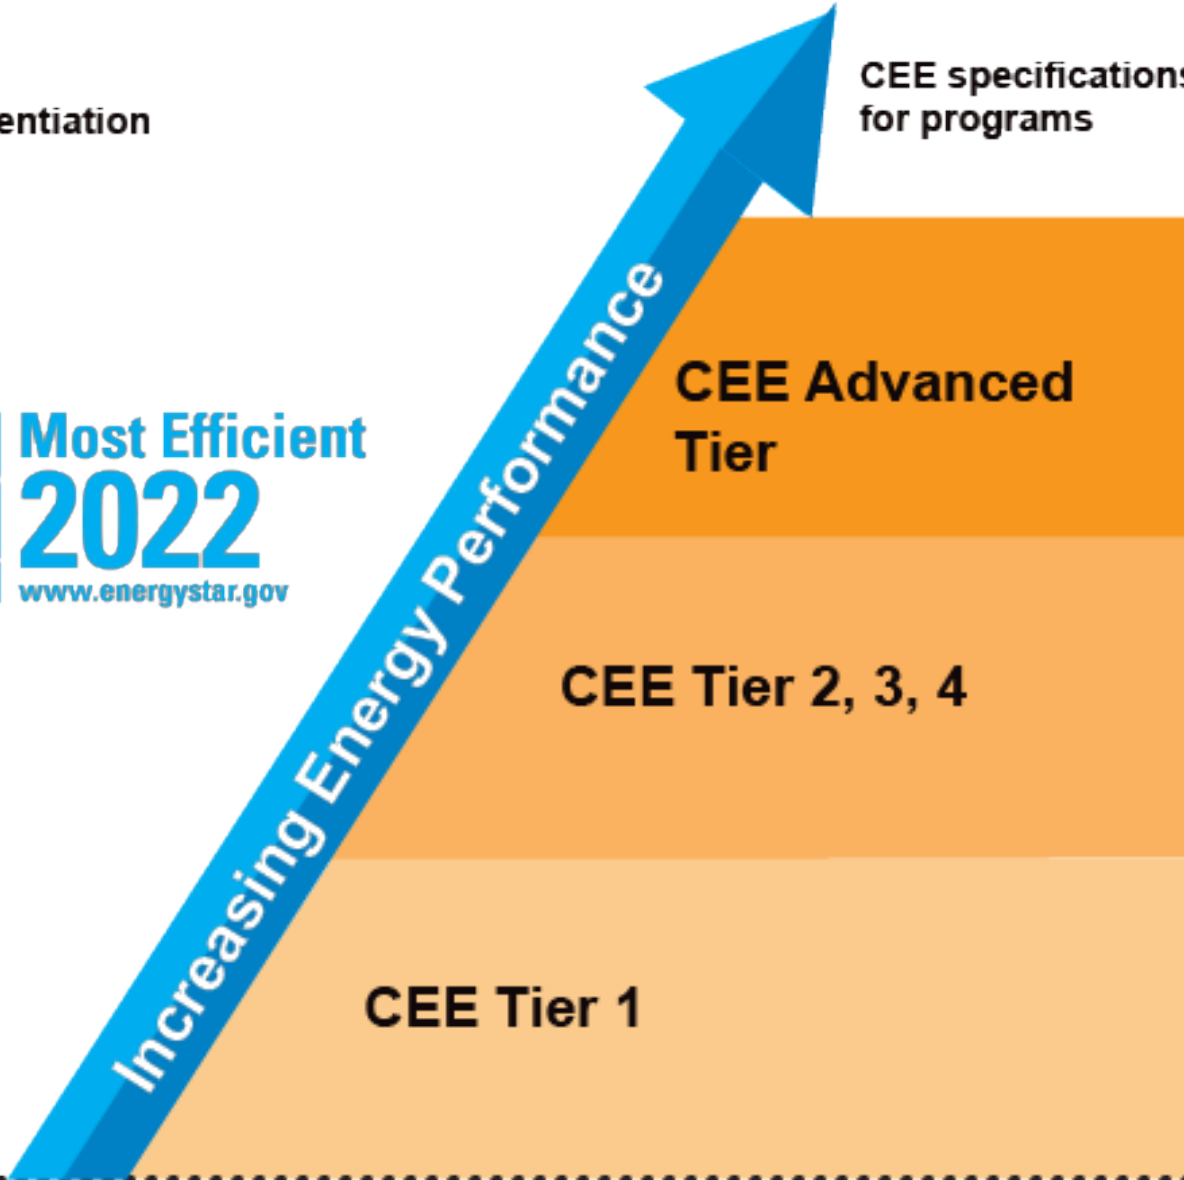 entiation
CEE specifications
for programs
Most Efficient
2022
www.energystar.gov
Increasing Energy Performance
CEE Advanced
Tier
CEE Tier 2, 3, 4
CEE Tier 1